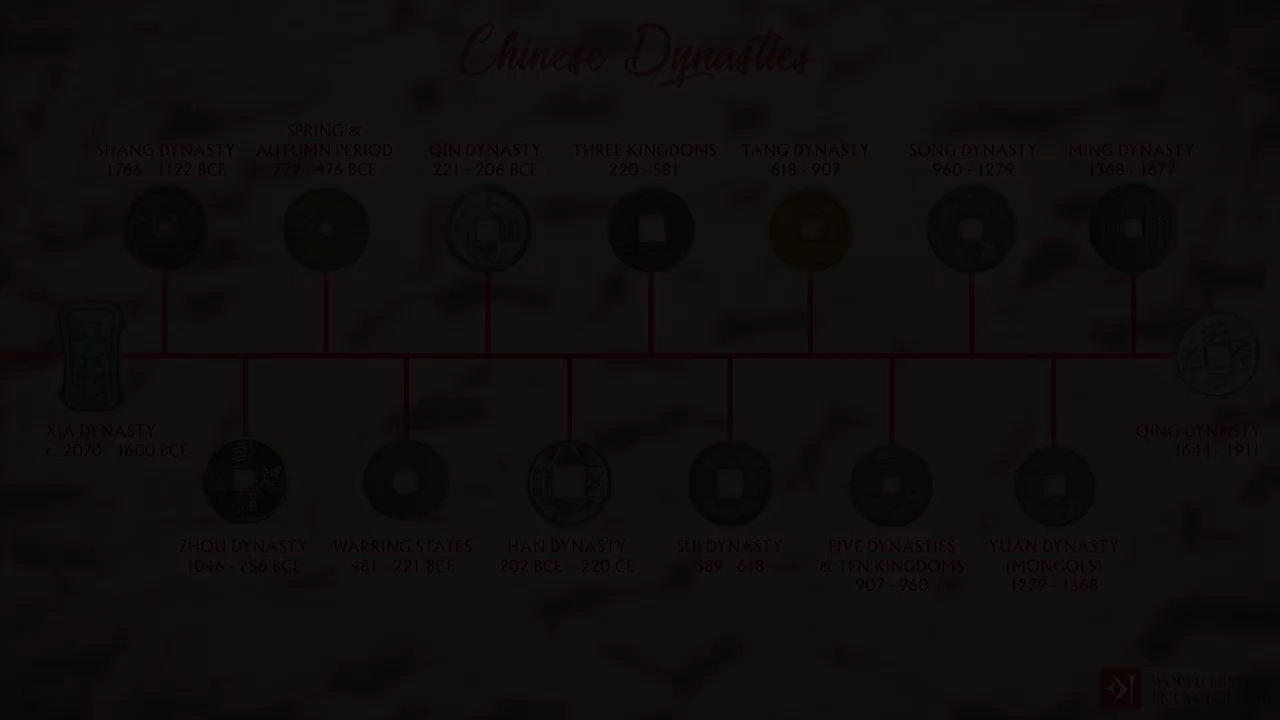 Chinese Dynasties
SHANG DYNASTY
1766 - 1122 BCE
SPRING &
AUTUMN PERIOD
772 - 476 BCE
QIN DYNASTY
221 - 206 BCE
THREE KINGDOMS
220 - 581
TANG DYNASTY
618 - 907
SONG DYNASTY
960 - 1279
MING DYNASTY
1368 - 1677
XIA DYNASTY
c. 2070 - 1600 BCE
QING DYNASTY
1644 - 1911
ZHOU DYNASTY
1046 - 256 BCE
WARRING STATES
481 - 221 BCE
HAN DYNASTY
202 BCE - 220 CE
SUI DYNASTY
589 - 618
FIVE DYNASTIES
& TEN KINGDOMS
907 - 960
YUAN DYNASTY
(MONGOLS)
1279 - 1368
WORLD